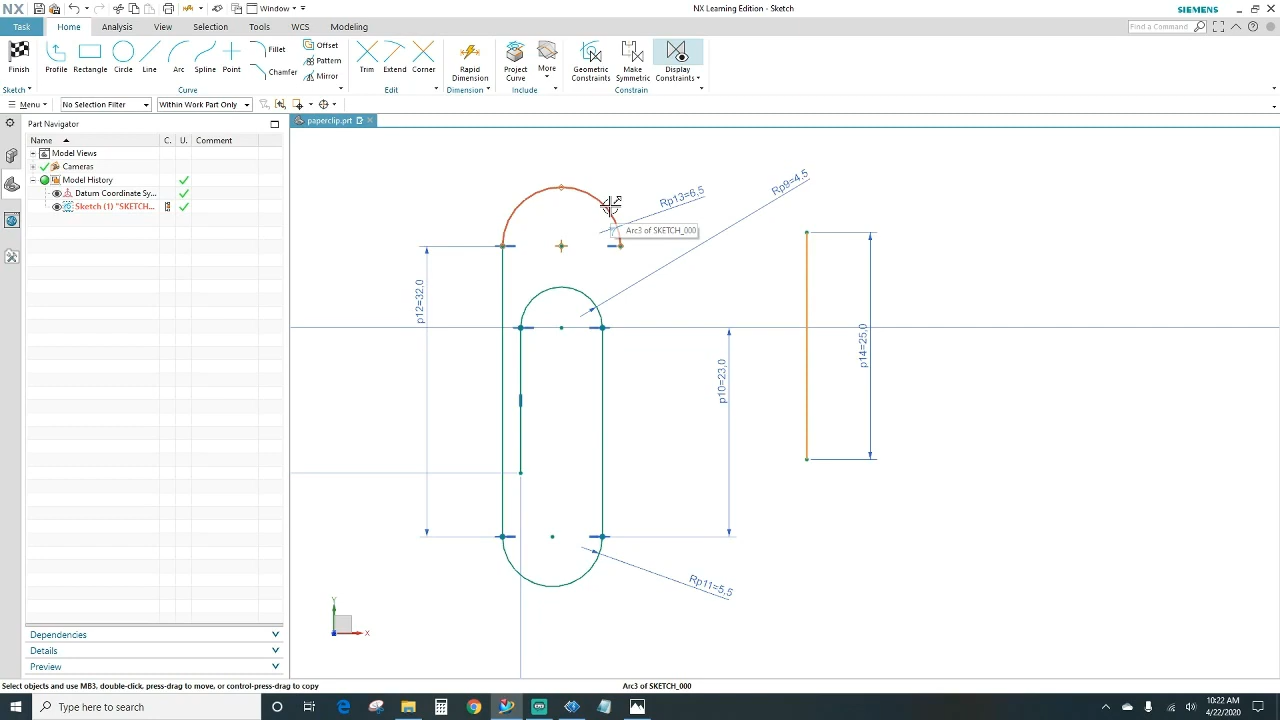 NX
Window
NX Learning Edition - Sketch
SIEMENS
Task
Home
Analysis
View
Selection
Tools
WCS
Modeling
Find a Command
Finish
Profile
Rectangle
Circle
Line
Arc
Spline
Point
Fillet
Chamfer
Offset
Pattern
Mirror
Trim
Extend
Corner
Rapid
Dimension
Project
Curve
More
Geometric
Constraints
Make
Symmetric
Display
Constraints
Sketch
Curve
Edit
Dimension
Include
Constrain
Menu
No Selection Filter
Within Work Part Only
Part Navigator
paperclip.prt
Name
C.
U.
Comment
Model Views
Cameras
Model History
Datum Coordinate Sy...
Sketch (1) "SKETCH...
Rp13=6,5
Rp9=4,5
Arc3 of SKETCH_000
p12=32,0
p14=25,0
p10=23,0
Rp11=5,5
Y
X
Dependencies
Details
Preview
Select objects and use MB3, double-click, press-drag to move, or control-press-drag to copy
Arc3 of SKETCH_000
Type here to search
10:22 AM
4/22/2020